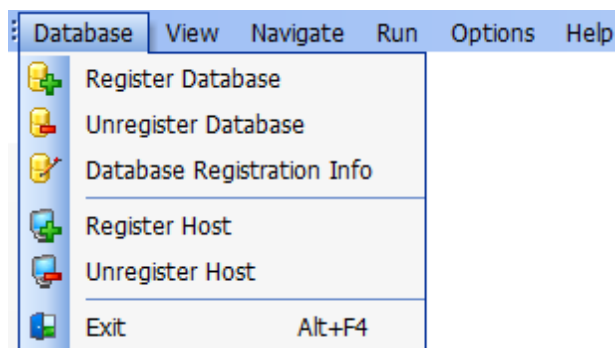 Database View Navigate Run Options Help
Register Database
Unregister Database
Database Registration Info
Register Host
Unregister Host
Exit Alt+F4